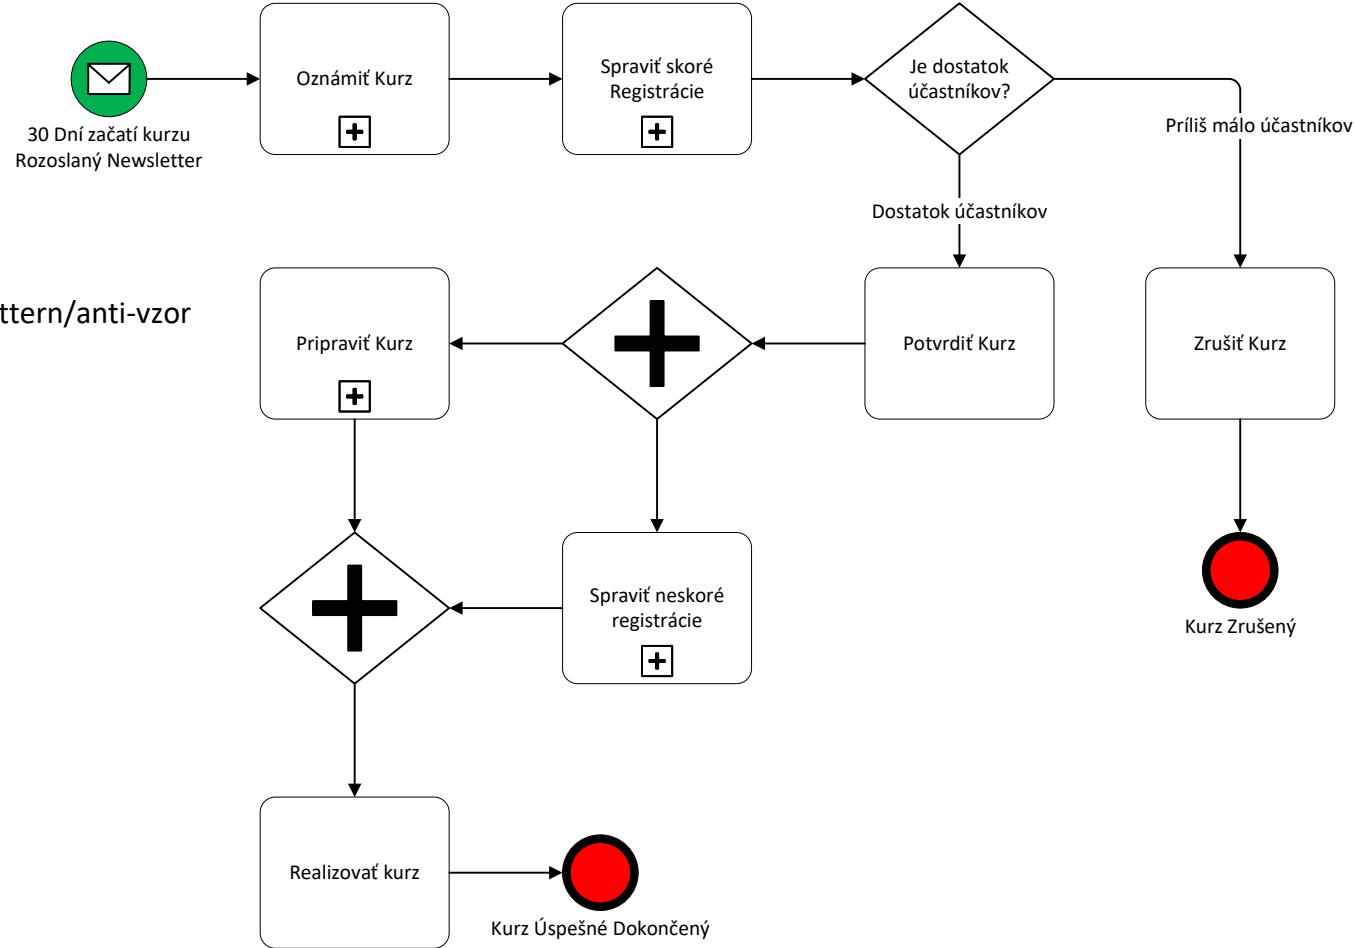 Oznámiť Kurz
Spraviť skoré
Registrácie
Je dostatok
účastníkov?
30 Dní začatí kurzu
Rozoslaný Newsletter
Príliš málo účastníkov
Dostatok účastníkov
ttern/anti-vzor
Pripraviť Kurz
Potvrdiť Kurz
Zrušiť Kurz
Spraviť neskoré
registrácie
Kurz Zrušený
Realizovať kurz
Kurz Úspešné Dokončený